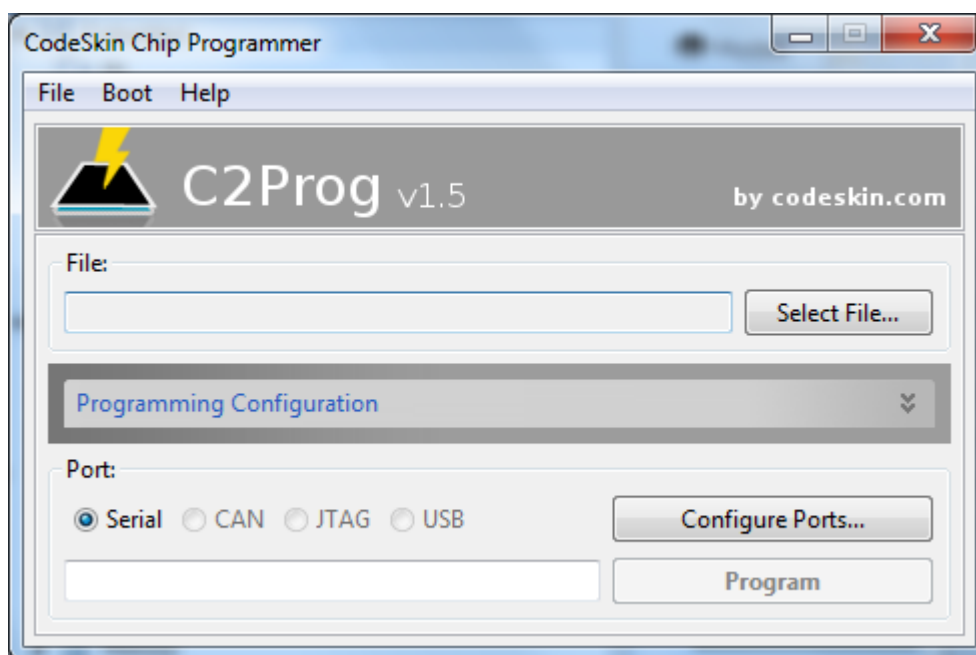 CodeSkin Chip Programmer
File Boot Help
C2Prog v1.5
by codeskin.com
File:
Select File...
Programming Configuration
Port:
Serial CAN JTAG USB
Configure Ports...
Program